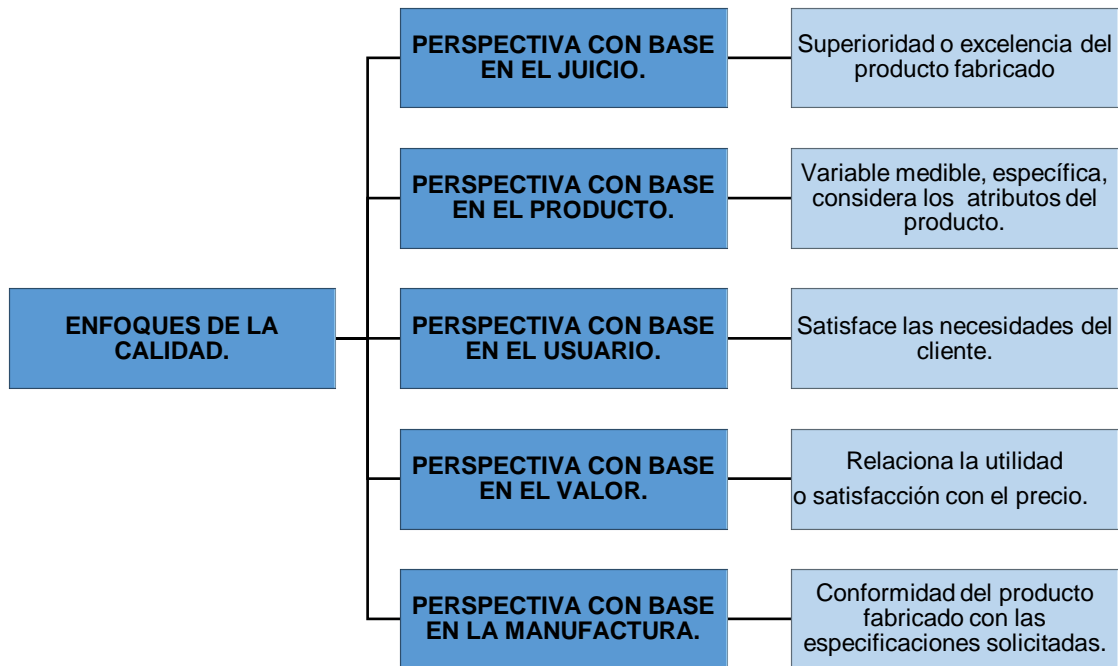 PERSPECTIVA CON BASE
EN EL JUICIO.
Superioridad o excelencia del
producto fabricado
PERSPECTIVA CON BASE
EN EL PRODUCTO.
Variable medible, específica,
considera los atributos del
producto.
ENFOQUES DE LA
CALIDAD.
PERSPECTIVA CON BASE
EN EL USUARIO.
Satisface las necesidades del
cliente.
PERSPECTIVA CON BASE
EN EL VALOR.
Relaciona la utilidad
o satisfacción con el precio.
PERSPECTIVA CON BASE
EN LA MANUFACTURA.
Conformidad del producto
fabricado con las
especificaciones solicitadas.